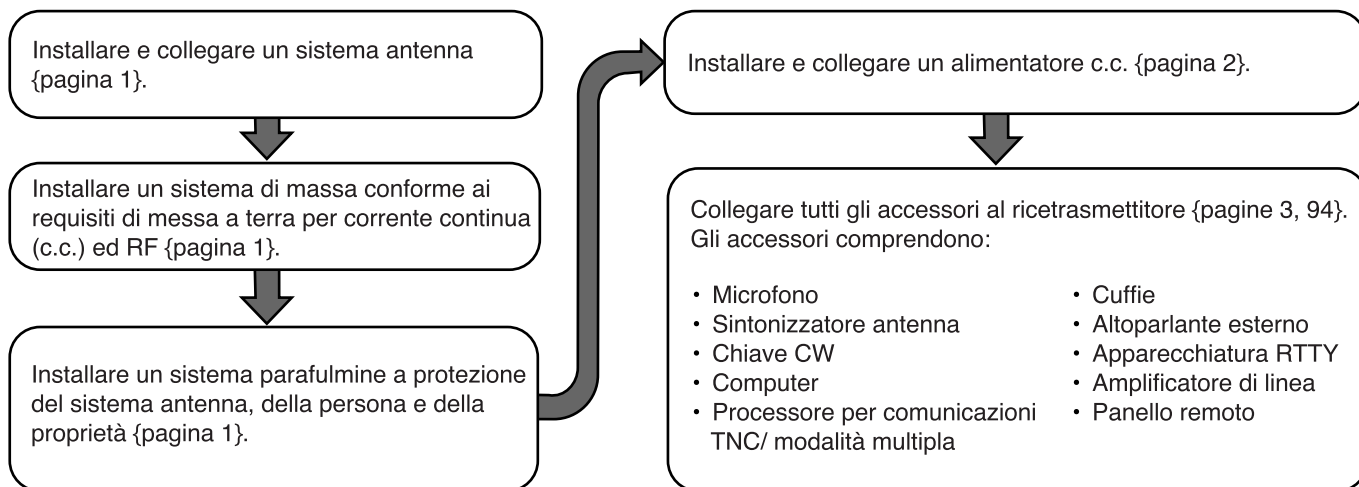 Installare e collegare un sistema antenna
{pagina 1}.
Installare un sistema di massa conforme ai
requisiti di messa a terra per corrente continua
(c.c.) ed RF {pagina 1}.
Installare un sistema parafulmine a protezione
del sistema antenna, della persona e della
proprietà {pagina 1}.
Installare e collegare un alimentatore c.c. {pagina 2}.
Collegare tutti gli accessori al ricetrasmettitore {pagine 3, 94}.
Gli accessori comprendono:
• Microfono
• Sintonizzatore antenna
• Chiave CW
• Computer
• Processore per comunicazioni
TNC/ modalità multipla
• Cuffie
• Altoparlante esterno
• Apparecchiatura RTTY
• Amplificatore di linea
• Panello remoto